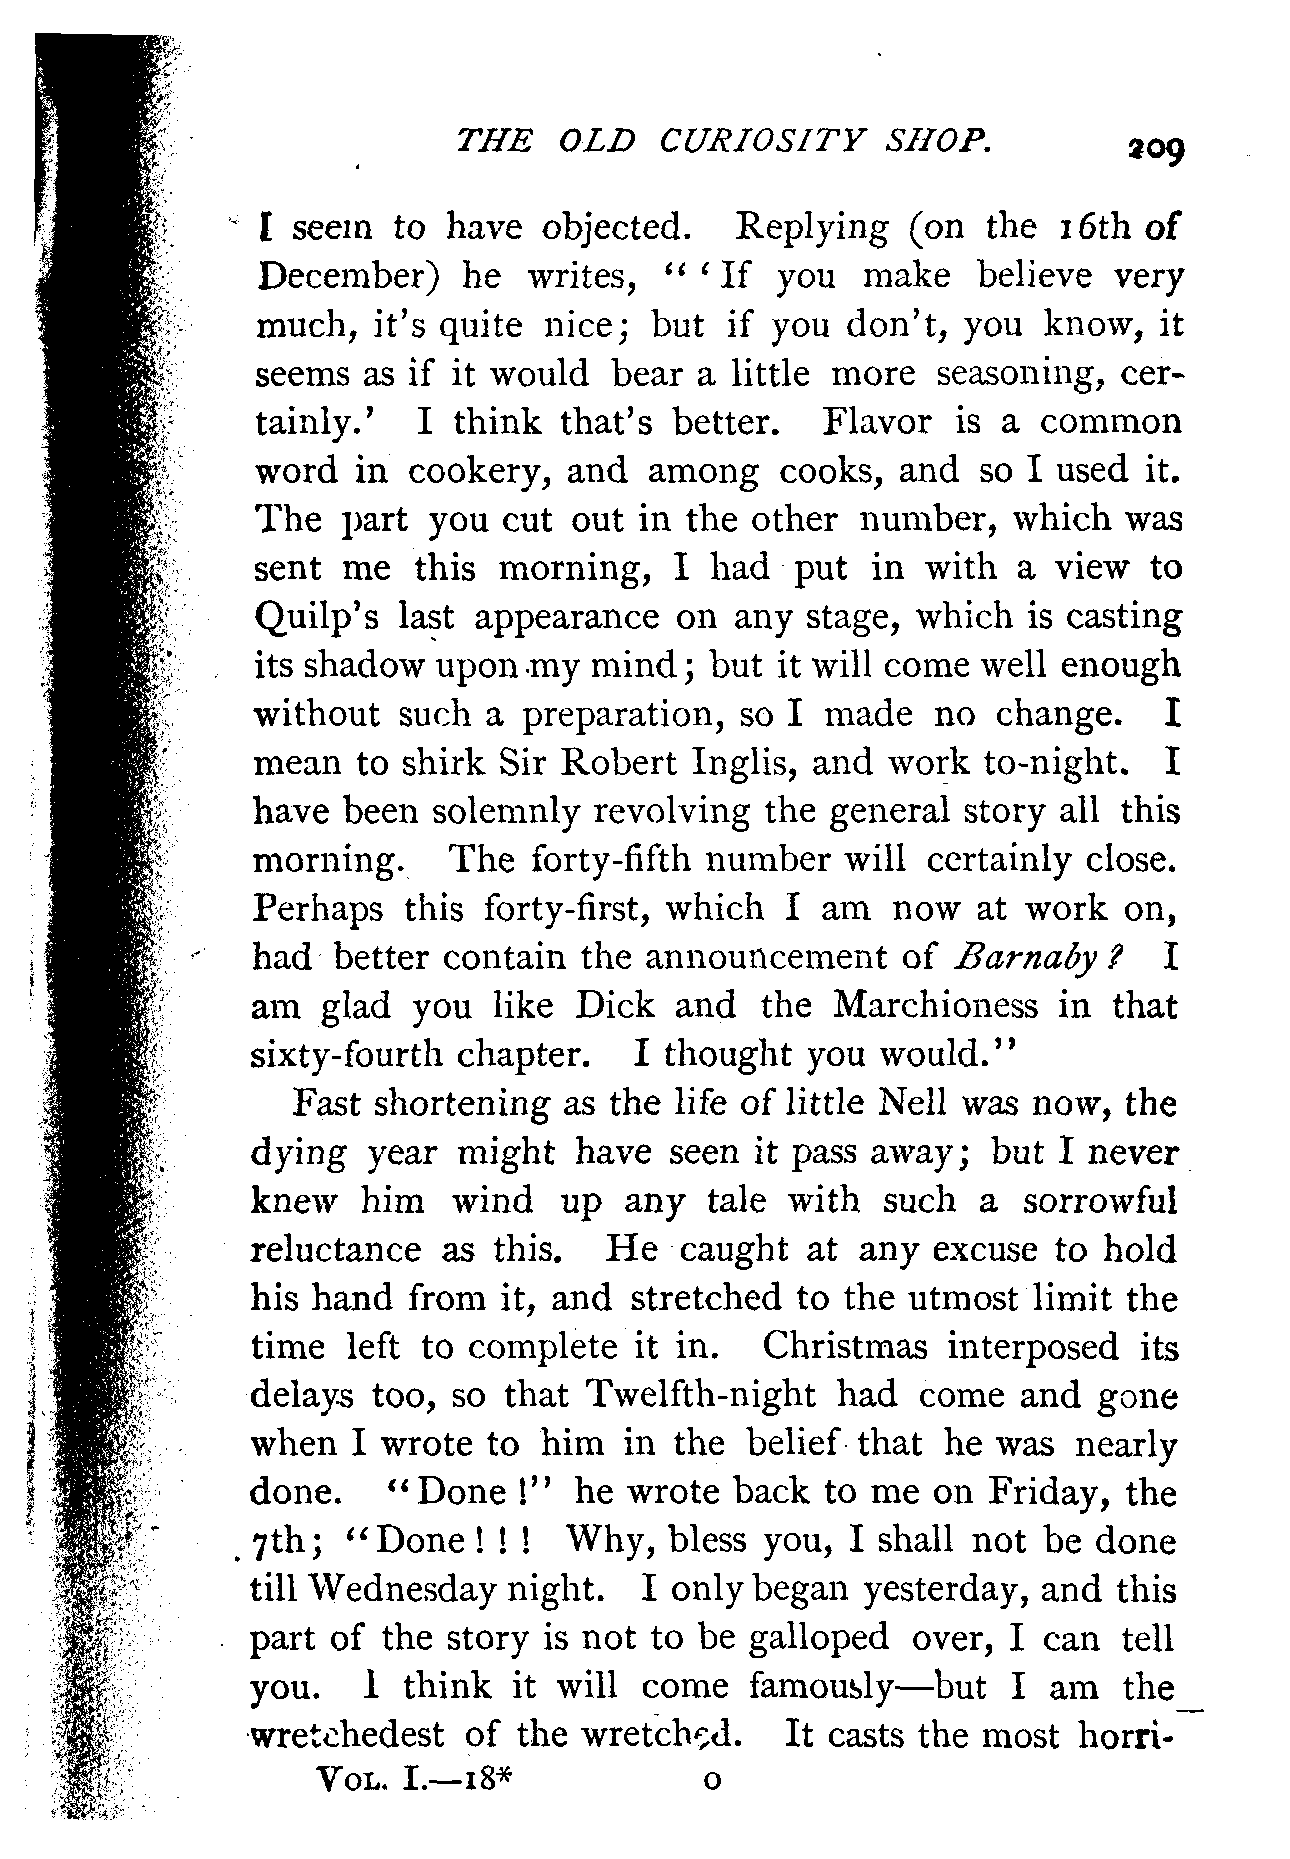 THE OLD CURIOSITY SHOP. 209
I seem to have objected. Replying (on the 16th of
December) he writes, “ ‘ If you make believe very
much, it’s quite nice; but if you don’t, you know, it
seems as if it would bear a little more seasoning, cer-
tainly.’ I think that’s better. Flavor is a common
word in cookery, and among cooks, and so I used it.
The part you cut out in the other number, which was
sent me this morning, I had put in with a view to
Quilp’s last appearance on any stage, which is casting
its shadow upon my mind; but it will come well enough
without such a preparation, so I made no change. I
mean to shirk Sir Robert Inglis, and work to-night. I
have been solemnly revolving the general story all this
morning. The forty-fifth number will certainly close.
Perhaps this forty-first, which I am now at work on,
had better contain the announcement of Barnaby? I
am glad you like Dick and the Marchioness in that
sixty-fourth chapter. I thought you would.”
Fast shortening as the life of little Nell was now, the
dying year might have seen it pass away; but I never
knew him wind up any tale with such a sorrowful
reluctance as this. He caught at any excuse to hold
his hand from it, and stretched to the utmost limit the
time left to complete it in. Christmas interposed its
delays too, so that Twelfth-night had come and gone
when I wrote to him in the belief that he was nearly
done. “Done!” he wrote back to me on Friday, the
7th; “Done! ! ! Why, bless you, I shall not be done
till Wednesday night. I only began yesterday, and this
part of the story is not to be galloped over, I can tell
you. I think it will come famously—but I am the
wretchedest of the wretched. It casts the most horri-
VOL. I.—18* O